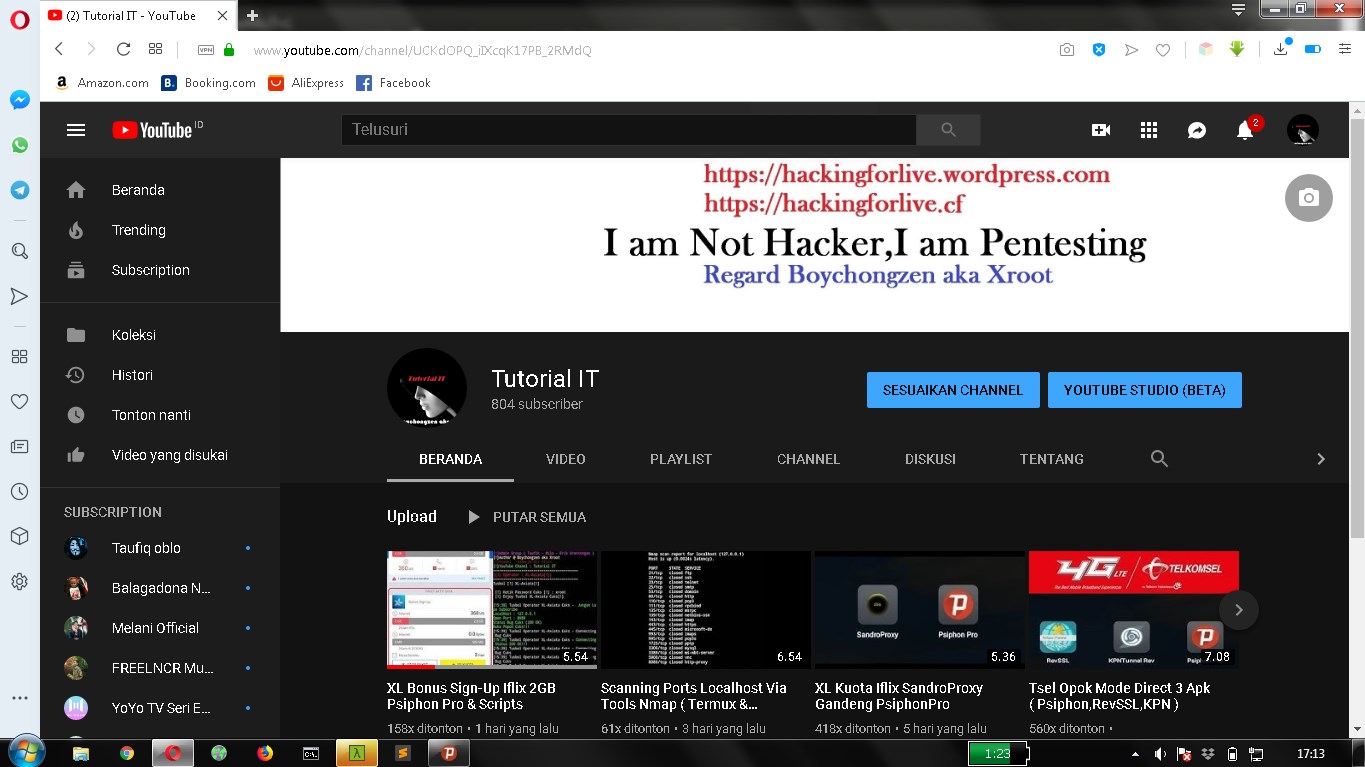 (2) Tutorial IT - YouTube
VPN
www.youtube.com/channel/UCKdOPQ_iIXcqK17PB_2RMdQ
Amazon.com
B. Booking.com
AliExpress
Facebook
YouTube ID
Telusuri
2
Beranda
Trending
Subscription
Koleksi
Histori
Tonton nanti
Video yang disukai
SUBSCRIPTION
Taufiq oblo
Balagadona N...
Melani Official
FREELNCR Mu...
YoYo TV Seri E...
https://hackingforlive.wordpress.com
https://hackingforlive.cf
I am Not Hacker,I am Pentesting
Regard Boychongzen aka Xroot
Tutorial IT
Tutorial IT
804 subscriber
SESUAIKAN CHANNEL
YOUTUBE STUDIO (BETA)
BERANDA
VIDEO
PLAYLIST
CHANNEL
DISKUSI
TENTANG
Upload
PUTAR SEMUA
5.54
XL Bonus Sign-Up Iflix 2GB
Psiphon Pro & Scripts
158x ditonton • 1 hari yang lalu
6.54
Scanning Ports Localhost Via
Tools Nmap ( Termux &...
61x ditonton • 3 hari yang lalu
SandroProxy
Psiphon Pro
5.36
XL Kuota Iflix SandroProxy
Gandeng PsiphonPro
418x ditonton • 5 hari yang lalu
4G LTE
TELKOMSEL
RevSSL
KPNTunnel Rev
7.08
Tsel Opok Mode Direct 3 Apk
( Psiphon,RevSSL,KPN )
560x ditonton •
1:23
17:13